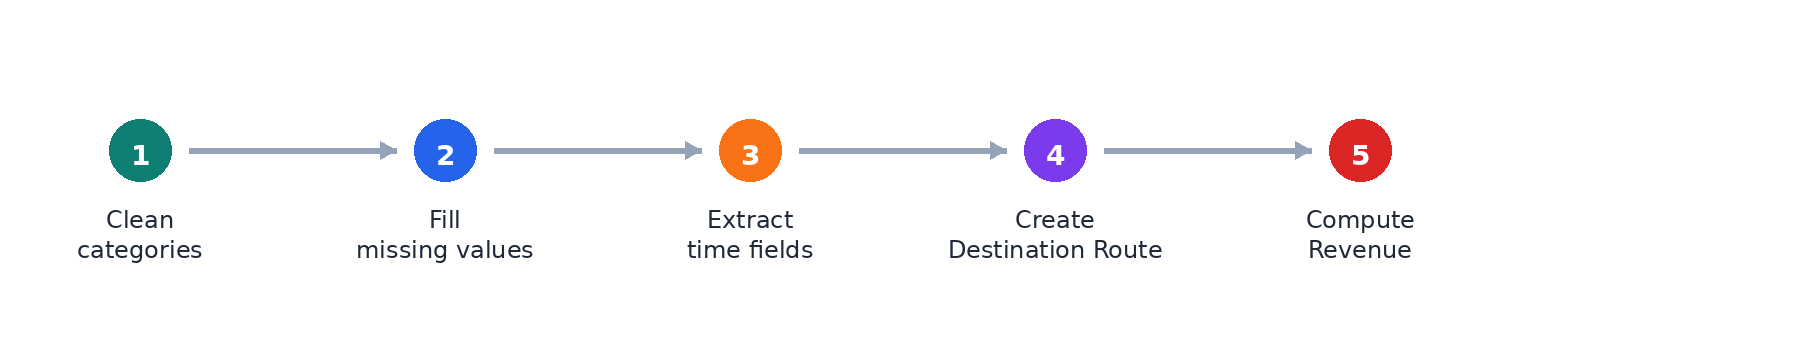 1
2
3
4
5
Clean
categories
Fill
missing values
Extract
time fields
Create
Destination Route
Compute
Revenue